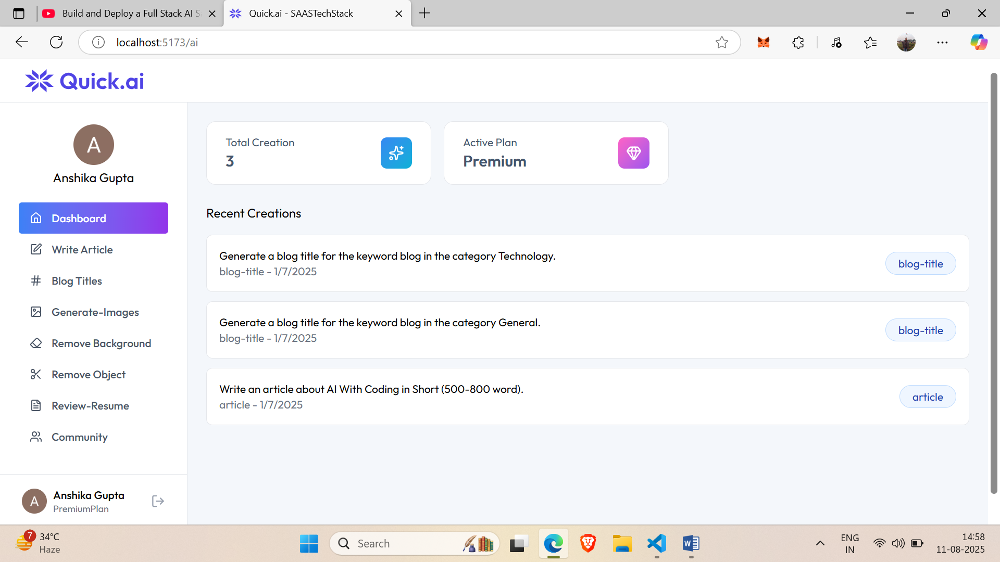 Build and Deploy a Full Stack AI S
Quick.ai - SAASTechStack
localhost:5173/ai
Quick.ai
A
Anshika Gupta
Dashboard
Write Article
Blog Titles
Generate-Images
Remove Background
Remove Object
Review-Resume
Community
A
Anshika Gupta
PremiumPlan
Total Creation
3
Active Plan
Premium
Recent Creations
Generate a blog title for the keyword blog in the category Technology.
blog-title - 1/7/2025
blog-title
Generate a blog title for the keyword blog in the category General.
blog-title - 1/7/2025
blog-title
Write an article about AI With Coding in Short (500-800 word).
article - 1/7/2025
article
7
34°C
Haze
Search
W
ENG
IN
14:58
11-08-2025